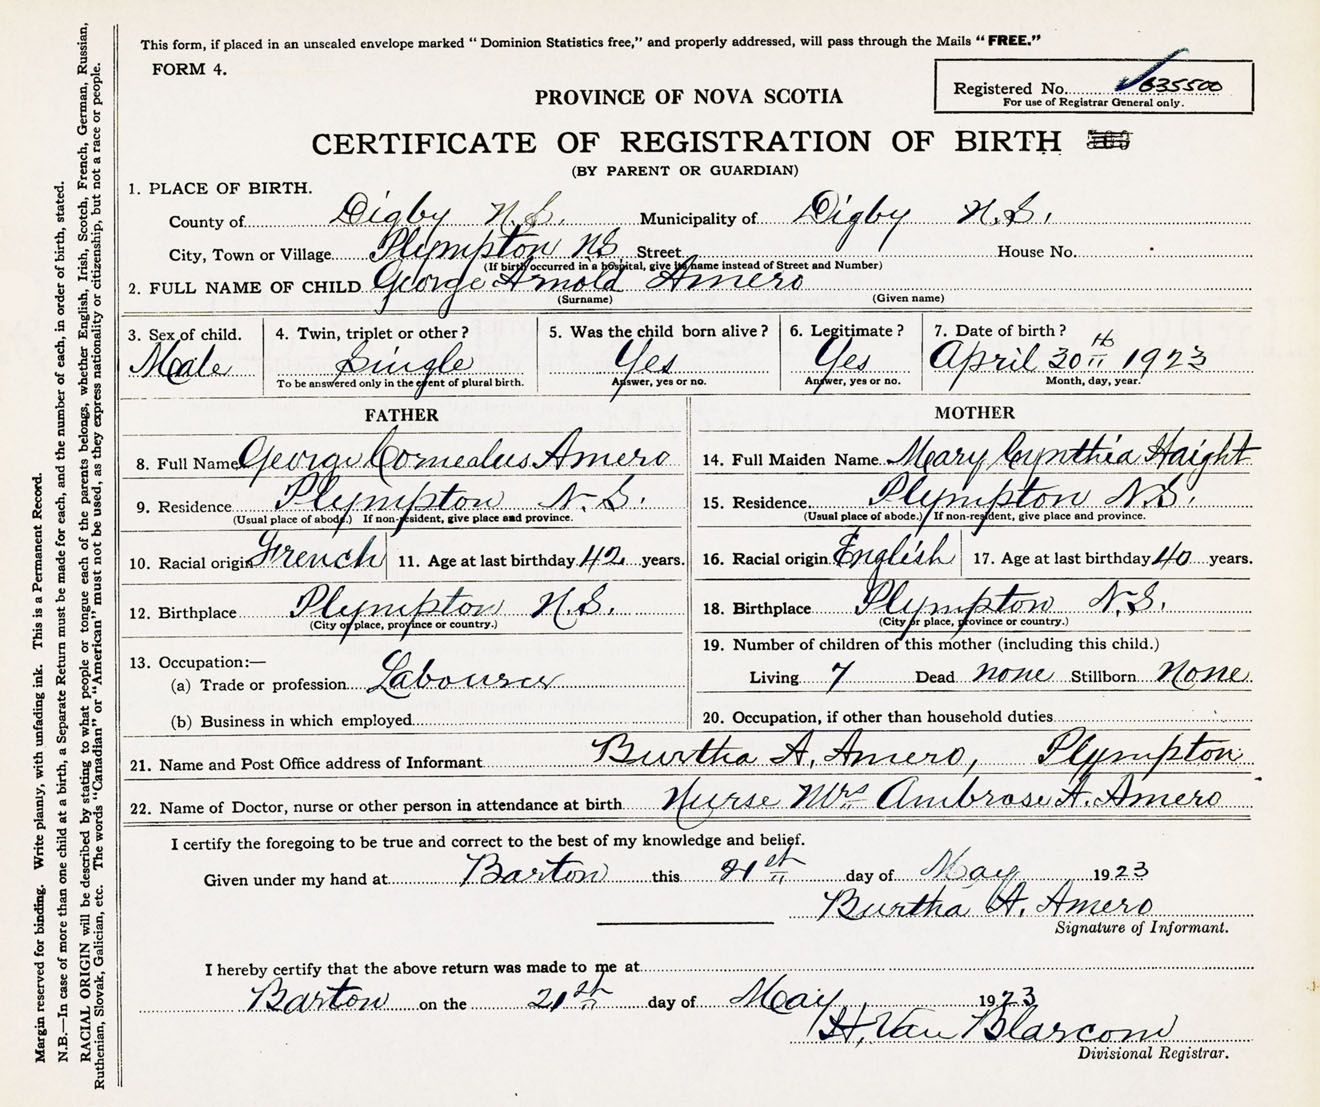 This form, if placed in an unsealed envelope marked "Dominion Statistics free," and properly addressed, will pass through the Mails "FREE."
FORM 4.
Registered No. 635500
For use of Registrar General only.
PROVINCE OF NOVA SCOTIA
CERTIFICATE OF REGISTRATION OF BIRTH
(BY PARENT OR GUARDIAN)
1. PLACE OF BIRTH.
County of Digby N.S. Municipality of Digby N.S.
City, Town or Village Plympton NS Street House No.
(If birth occurred in a hospital, give its name instead of Street and Number)
2. FULL NAME OF CHILD George Arnold Amero
(Surname) (Given name)
3. Sex of child. 4. Twin, triplet or other? 5. Was the child born alive? 6. Legitimate? 7. Date of birth?
Male Single Yes Yes April 30th 1923
To be answered only in the event of plural birth. Answer, yes or no. Answer, yes or no. Month, day, year.
FATHER MOTHER
8. Full Name George Cornealus Amero 14. Full Maiden Name Mary Cynthia Haight
9. Residence Plympton N.S. 15. Residence Plympton N.S.
(Usual place of abode.) If non-resident, give place and province. (Usual place of abode.) If non-resident, give place and province.
10. Racial origin French 11. Age at last birthday 42 years. 16. Racial origin English 17. Age at last birthday 40 years.
12. Birthplace Plympton N.S. 18. Birthplace Plympton N.S.
(City or place, province or country.) (City or place, province or country.)
19. Number of children of this mother (including this child.)
13. Occupation:—
(a) Trade or profession Labourer Living 7 Dead none Stillborn None
(b) Business in which employed 20. Occupation, if other than household duties
21. Name and Post Office address of Informant Burtha A. Amero, Plympton
22. Name of Doctor, nurse or other person in attendance at birth Nurse Mrs Ambrose A. Amero
I certify the foregoing to be true and correct to the best of my knowledge and belief.
Given under my hand at Barton this 21st day of May 1923
Burtha A. Amero
Signature of Informant.
I hereby certify that the above return was made to me at
Barton on the 21st day of May 1923
H. Van Blarcom
Divisional Registrar.
Margin reserved for binding. Write plainly, with unfading ink. This is a Permanent Record.
N.B.—In case of more than one child at a birth, a Separate Return must be made for each, and the number of each, in order of birth, stated.
RACIAL ORIGIN will be described by stating to what people or tongue each of the parents belongs, whether English, Irish, Scotch, French, German, Russian,
Ruthenian, Slovak, Galician, etc. The words "Canadian" or "American" must not be used, as they express nationality or citizenship, but not a race or people.